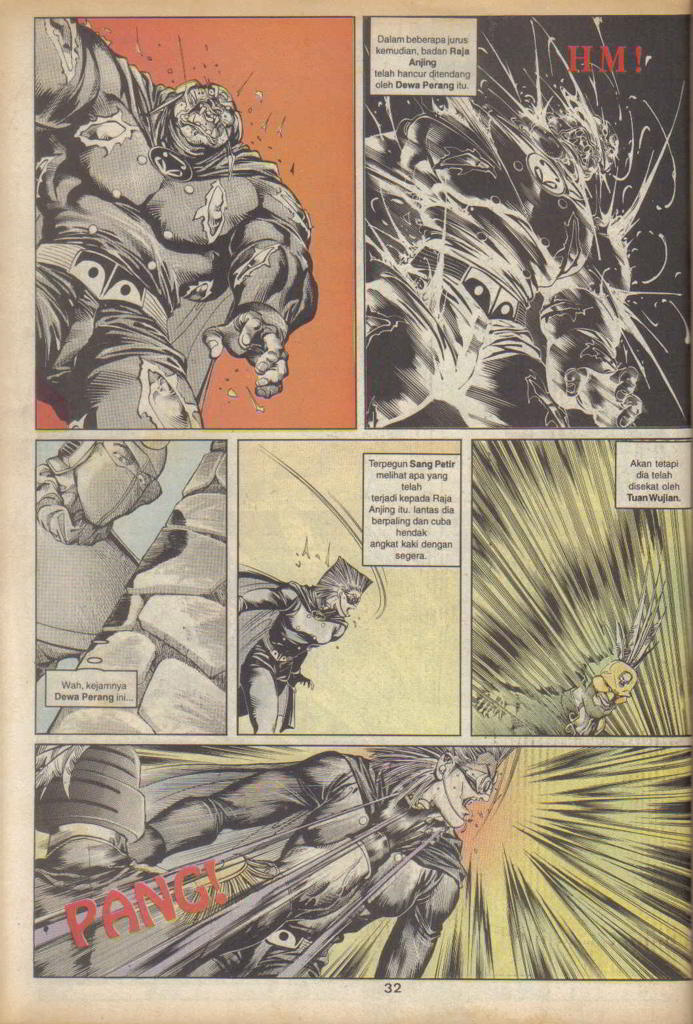 Dalam beberapa jurus
kemudian, badan Raja
Anjing
telah hancur ditendang
oleh Dewa Perang itu.
HM!
Wah, kejamnya
Dewa Perang ini...
Terpegun Sang Petir
melihat apa yang
telah
terjadi kepada Raja
Anjing itu. lantas dia
berpaling dan cuba
hendak
angkat kaki dengan
segera.
Akan tetapi
dia telah
disekat oleh
Tuan Wujian.
PANG!
32